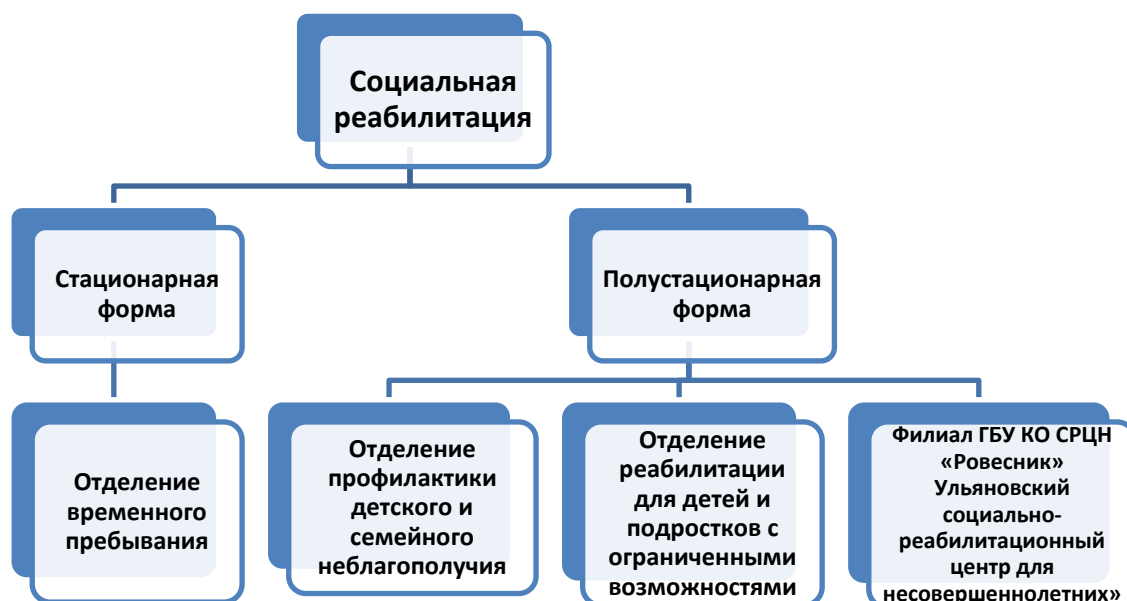 Социальная
реабилитация
Стационарная
форма
Полустационарная
форма
Отделение
временного
пребывания
Отделение
профилактики
детского и
семейного
неблагополучия
Отделение
реабилитации
для детей и
подростков с
ограниченными
возможностями
Филиал ГБУ КО СРЦН
«Ровесник»
Ульяновский
социально-
реабилитационный
центр для
несовершеннолетних»